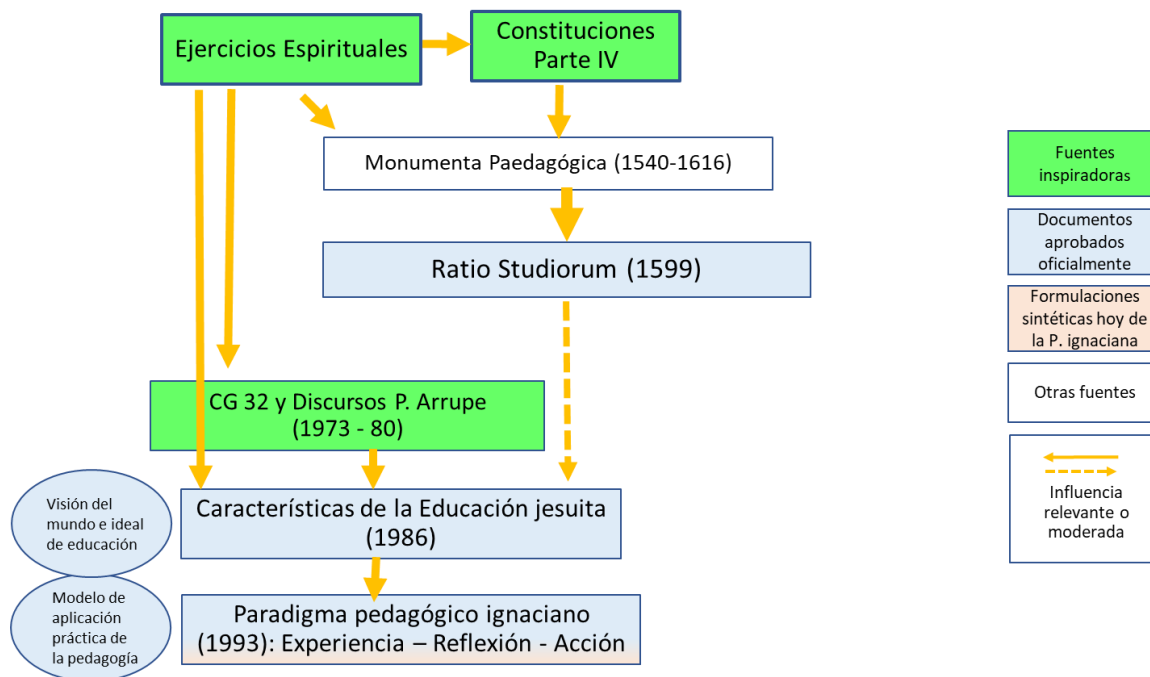 Ejercicios Espirituales
Constituciones
Parte IV
Monumenta Paedagógica (1540-1616)
Ratio Studiorum (1599)
CG 32 y Discursos P. Arrupe
(1973 - 80)
Visión del
mundo e ideal
de educación
Características de la Educación jesuita
(1986)
Modelo de
aplicación
práctica de
la pedagogía
Paradigma pedagógico ignaciano
(1993): Experiencia – Reflexión - Acción
Fuentes
inspiradoras
Documentos
aprobados
oficialmente
Formulaciones
sintéticas hoy de
la P. ignaciana
Otras fuentes
Influencia
relevante o
moderada